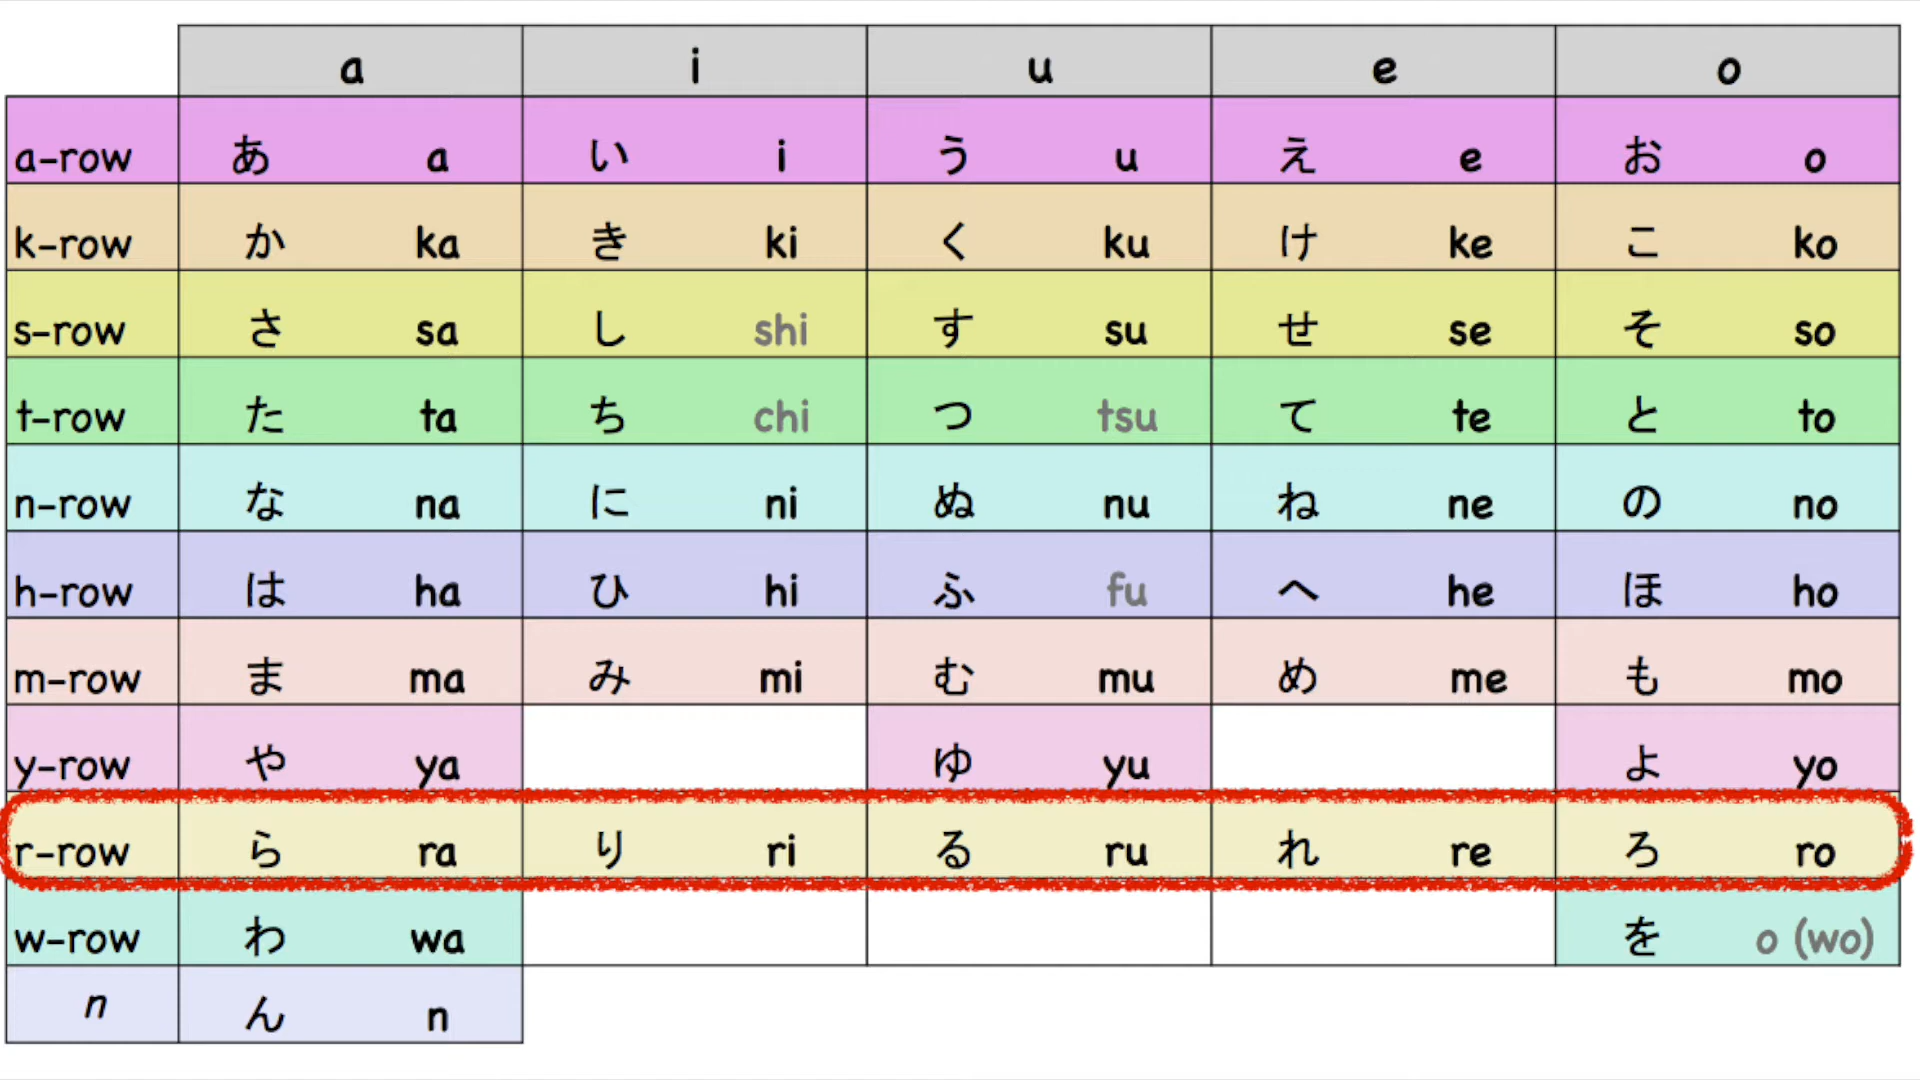 a i u e o
a-row あ a い i う u え e お o
k-row か ka き ki く ku け ke こ ko
s-row さ sa し shi す su せ se そ so
t-row た ta ち chi つ tsu て te と to
n-row な na に ni ぬ nu ね ne の no
h-row は ha ひ hi ふ fu へ he ほ ho
m-row ま ma み mi む mu め me も mo
y-row や ya ゆ yu よ yo
r-row ら ra り ri る ru れ re ろ ro
w-row わ wa を o (wo)
n ん n